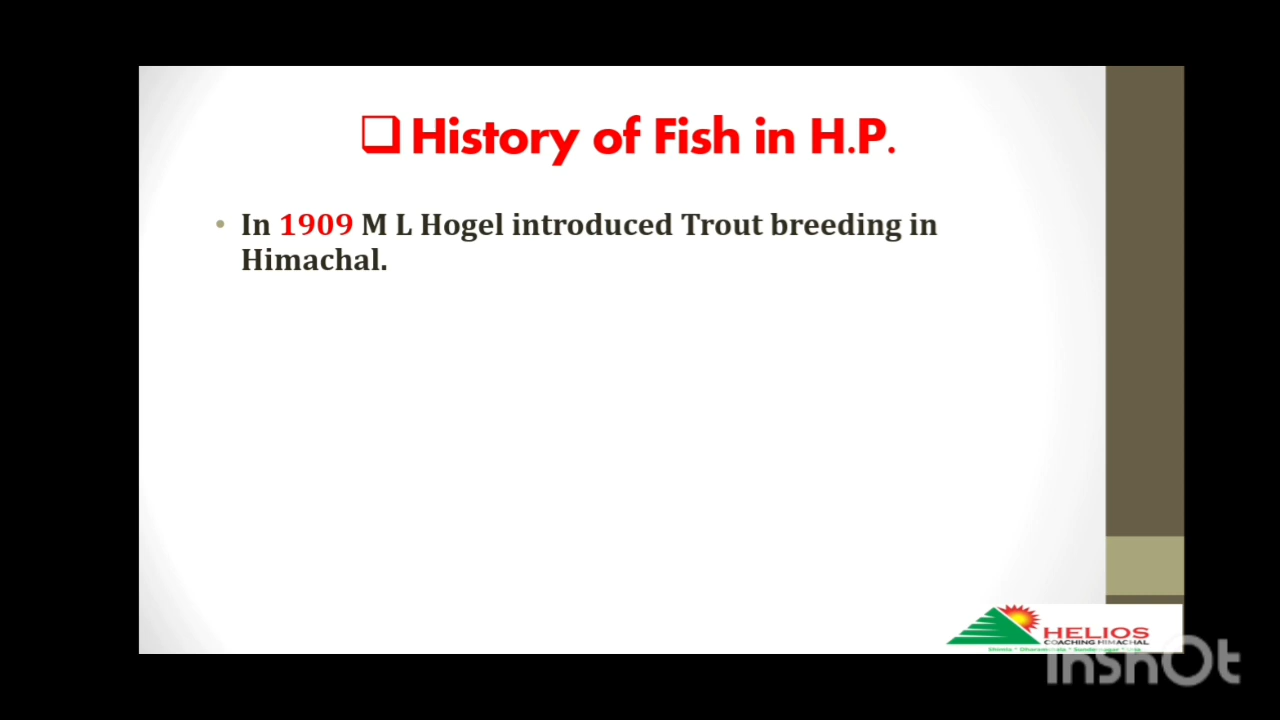 History of Fish in H.P.
• In 1909 M L Hogel introduced Trout breeding in
Himachal.
HELIOS
COACHING HIMACHAL
InShOt